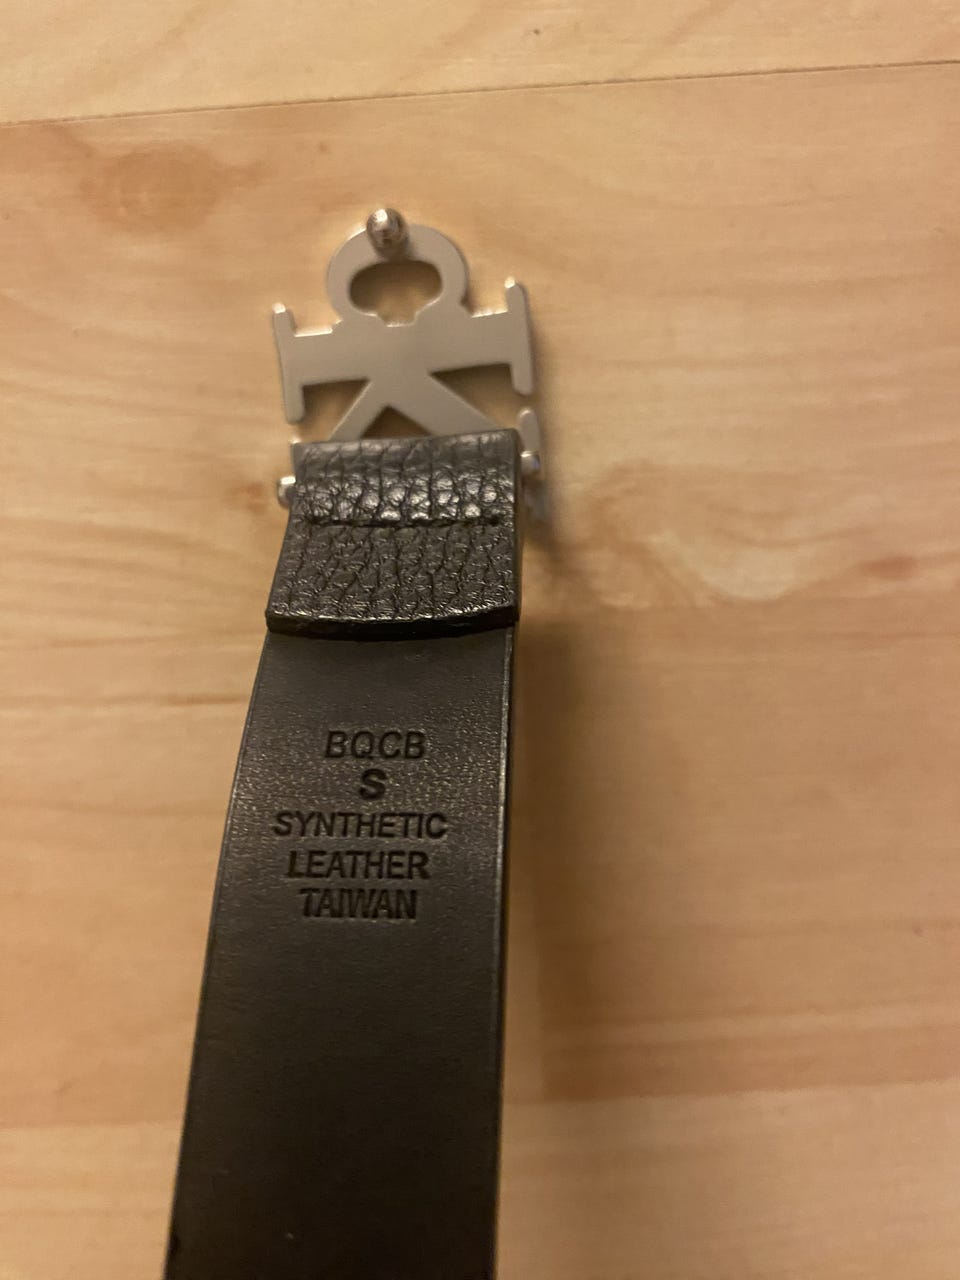 BQCB
S
SYNTHETIC
LEATHER
TAIWAN